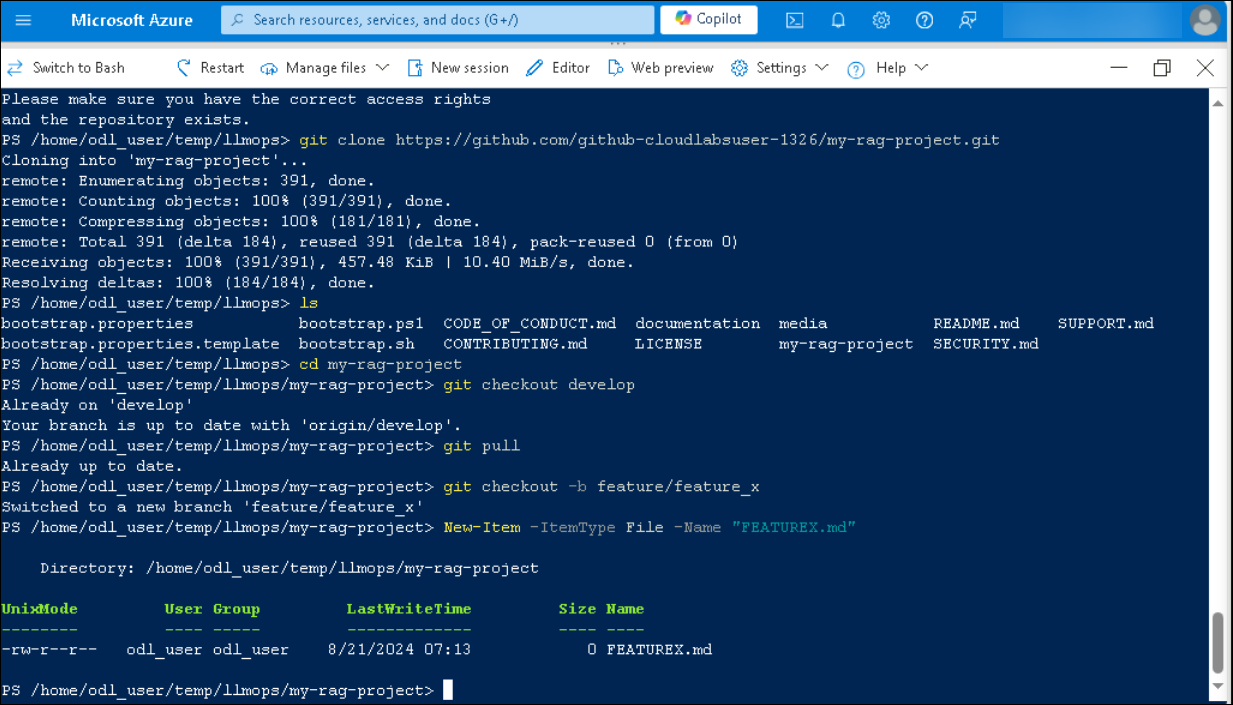 Microsoft Azure Search resources, services, and docs (G+/) Copilot
Switch to Bash Restart Manage files New session Editor Web preview Settings Help
Please make sure you have the correct access rights
and the repository exists.
PS /home/odl_user/temp/llmops> git clone https://github.com/github-cloudlabsuser-1326/my-rag-project.git
Cloning into 'my-rag-project'...
remote: Enumerating objects: 391, done.
remote: Counting objects: 100% (391/391), done.
remote: Compressing objects: 100% (181/181), done.
remote: Total 391 (delta 184), reused 391 (delta 184), pack-reused 0 (from 0)
Receiving objects: 100% (391/391), 457.48 KiB | 10.40 MiB/s, done.
Resolving deltas: 100% (184/184), done.
PS /home/odl_user/temp/llmops> ls
bootstrap.properties bootstrap.ps1 CODE_OF_CONDUCT.md documentation media README.md SUPPORT.md
bootstrap.properties.template bootstrap.sh CONTRIBUTING.md LICENSE my-rag-project SECURITY.md
PS /home/odl_user/temp/llmops> cd my-rag-project
PS /home/odl_user/temp/llmops/my-rag-project> git checkout develop
Already on 'develop'
Your branch is up to date with 'origin/develop'.
PS /home/odl_user/temp/llmops/my-rag-project> git pull
Already up to date.
PS /home/odl_user/temp/llmops/my-rag-project> git checkout -b feature/feature_x
Switched to a new branch 'feature/feature_x'
PS /home/odl_user/temp/llmops/my-rag-project> New-Item -ItemType File -Name "FEATUREX.md"
Directory: /home/odl_user/temp/llmops/my-rag-project
UnixMode User Group LastWriteTime Size Name
-------- ---- ----- ------------- ---- ----
-rw-r--r-- odl_user odl_user 8/21/2024 07:13 0 FEATUREX.md
PS /home/odl_user/temp/llmops/my-rag-project>